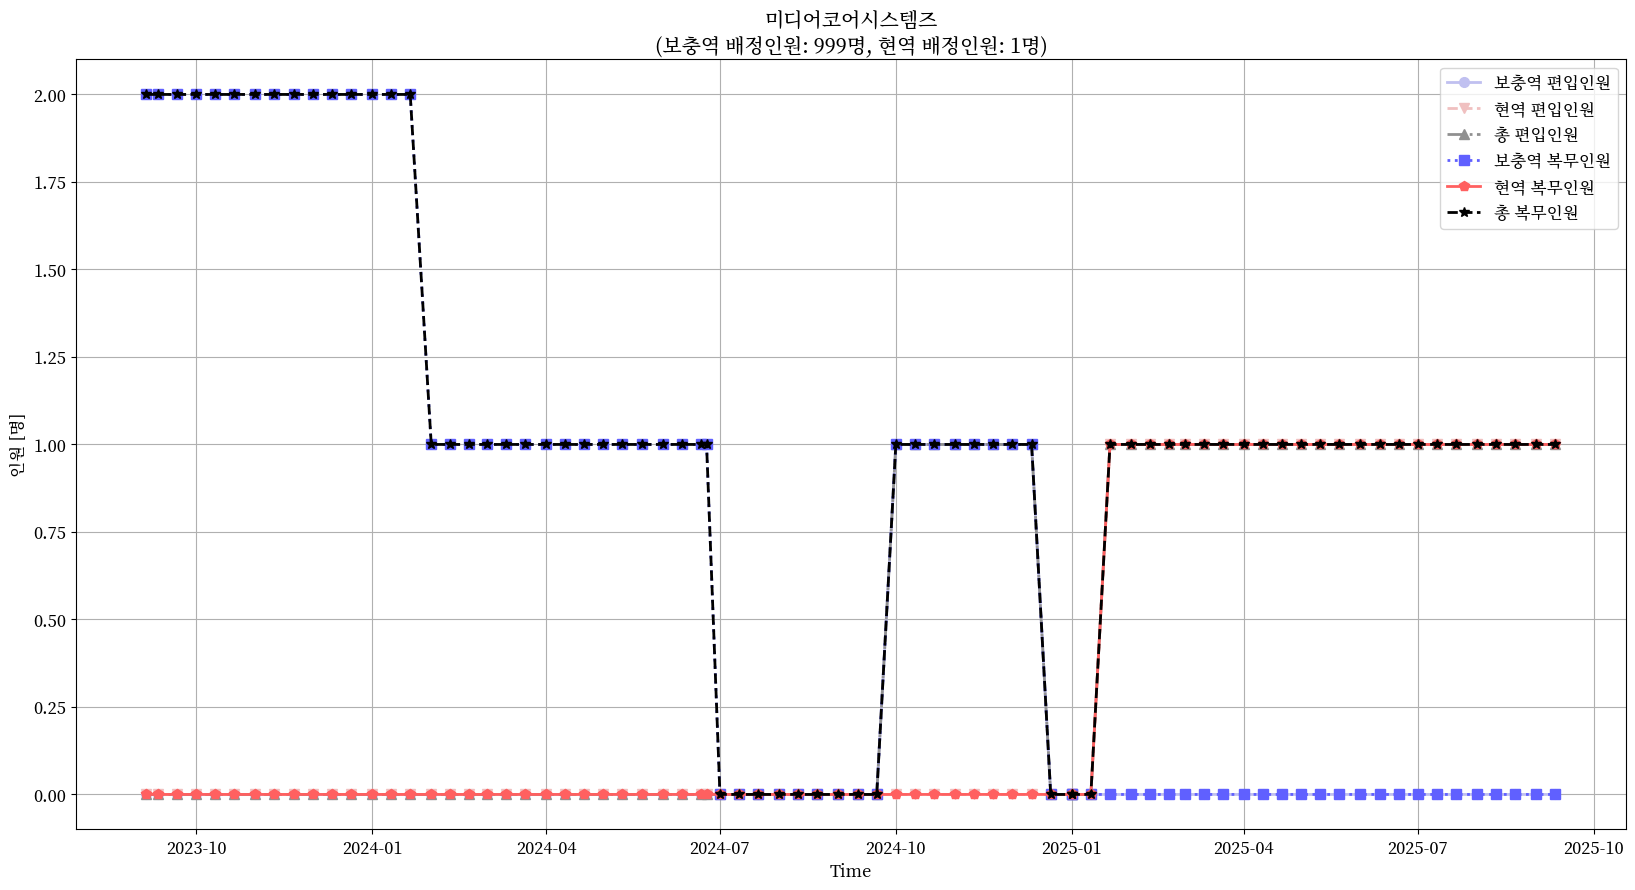 미디어코어시스템즈
(보충역 배정인원: 999명, 현역 배정인원: 1명)
보충역 편입인원
현역 편입인원
총 편입인원
보충역 복무인원
현역 복무인원
총 복무인원
인원 [명]
2.00
1.75
1.50
1.25
1.00
0.75
0.50
0.25
0.00
2023-10
2024-01
2024-04
2024-07
2024-10
2025-01
2025-04
2025-07
2025-10
Time